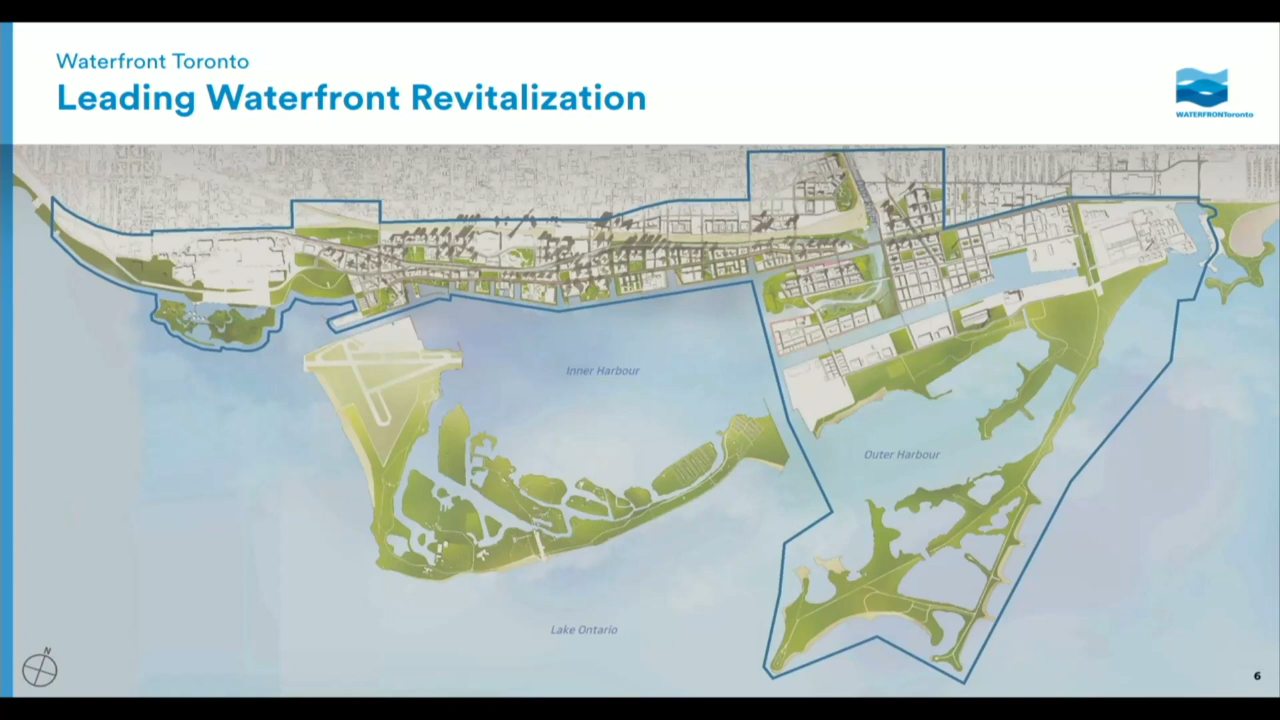 Waterfront Toronto
Leading Waterfront Revitalization
WATERFRONToronto
Inner Harbour
Outer Harbour
Lake Ontario
N
6